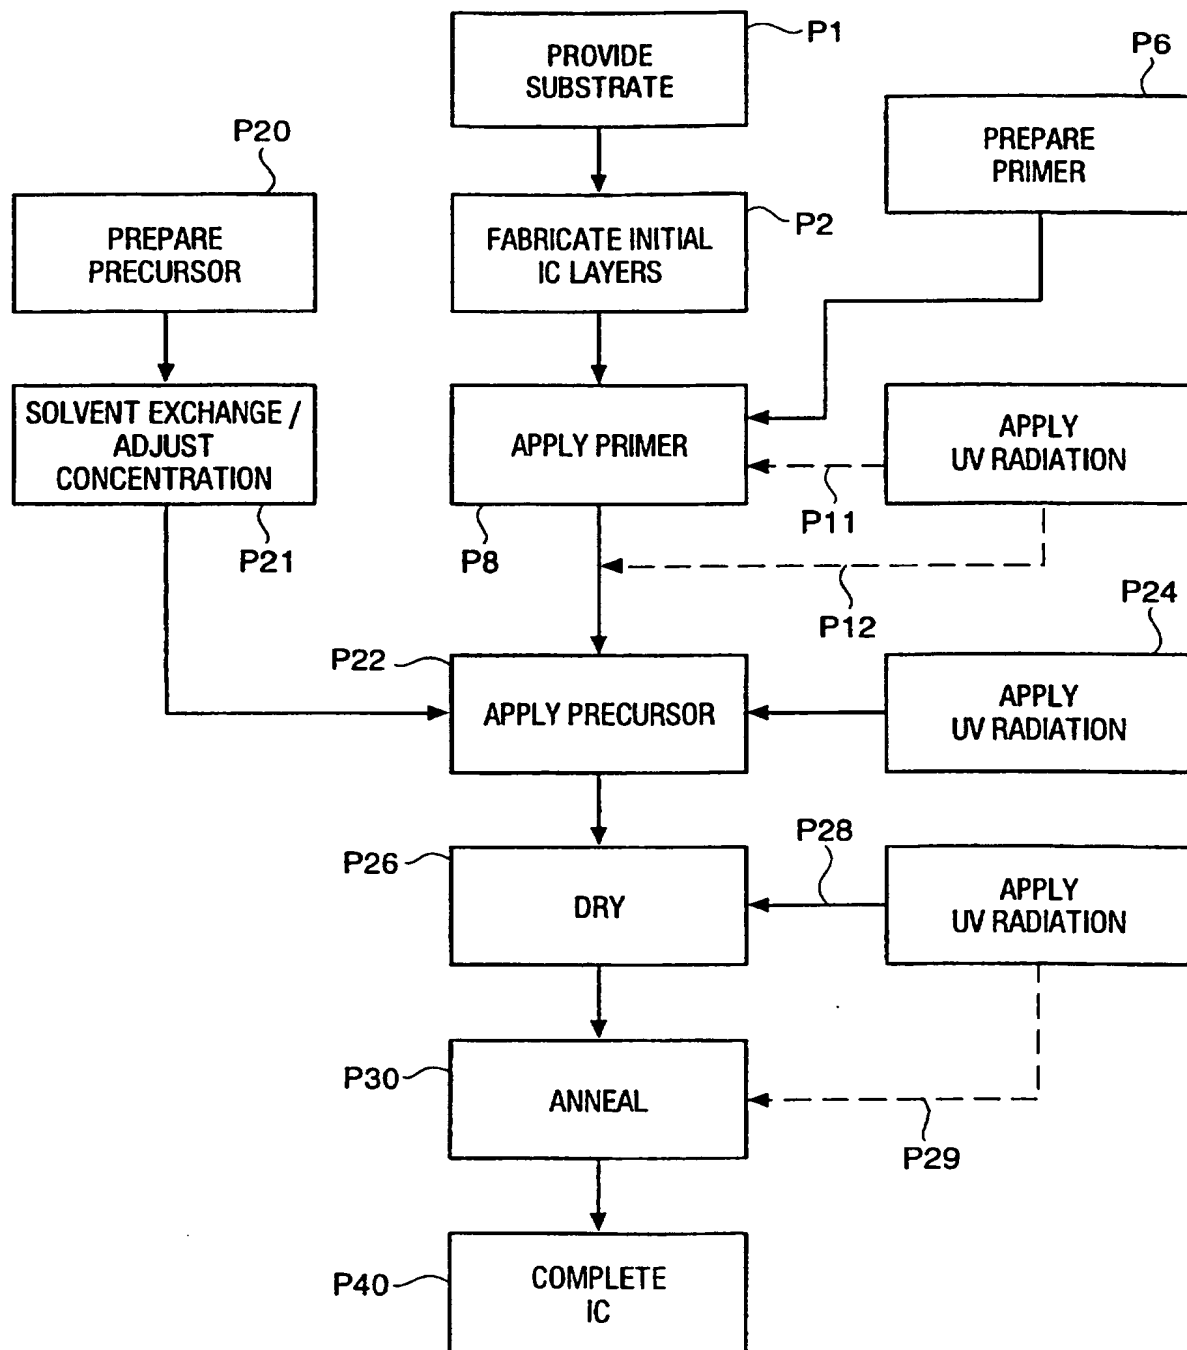 P1
PROVIDE
SUBSTRATE
P6
PREPARE
PRIMER
P20
PREPARE
PRECURSOR
P2
FABRICATE INITIAL
IC LAYERS
SOLVENT EXCHANGE /
ADJUST
CONCENTRATION
P21
APPLY PRIMER
P8
APPLY
UV RADIATION
P11
P12
P24
P22
APPLY PRECURSOR
APPLY
UV RADIATION
P26
DRY
P28
APPLY
UV RADIATION
P30
ANNEAL
P29
P40
COMPLETE
IC